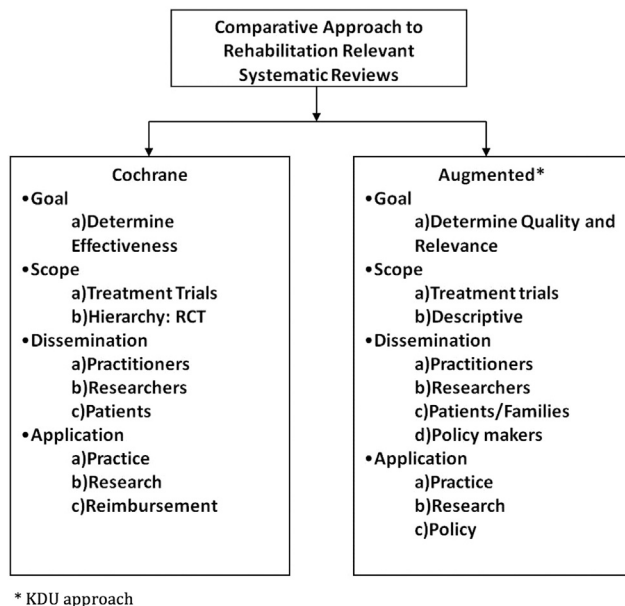 Comparative Approach to
Rehabilitation Relevant
Systematic Reviews
Cochrane
•Goal
a)Determine
Effectiveness
•Scope
a)Treatment Trials
b)Hierarchy: RCT
•Dissemination
a)Practitioners
b)Researchers
c)Patients
•Application
a)Practice
b)Research
c)Reimbursement
Augmented*
•Goal
a)Determine Quality and
Relevance
•Scope
a)Treatment trials
b)Descriptive
•Dissemination
a)Practitioners
b)Researchers
c)Patients/Families
d)Policy makers
•Application
a)Practice
b)Research
c)Policy
* KDU approach